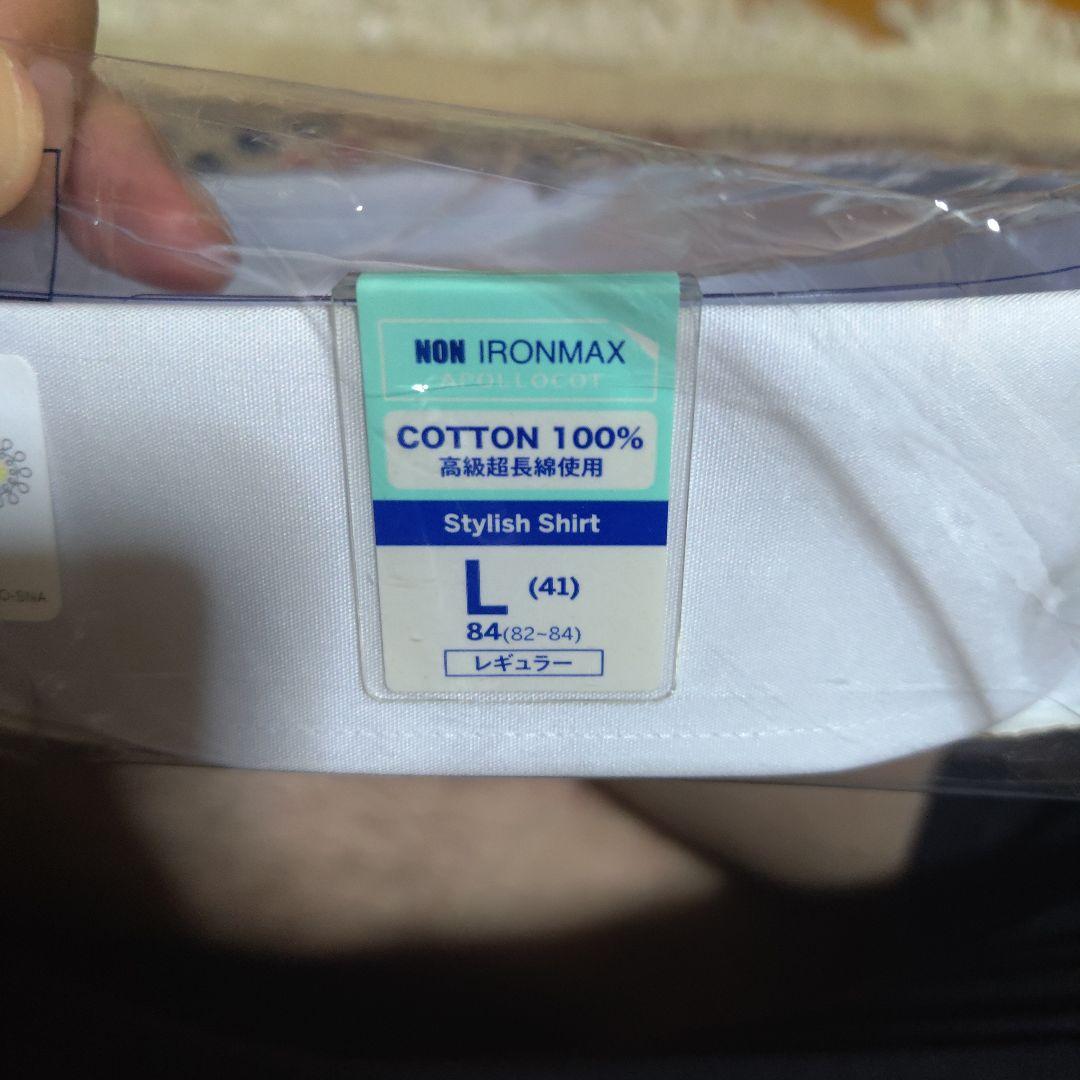 NON IRONMAX
APOLLOCOT
COTTON 100%
高級超長綿使用
Stylish Shirt
L (41)
84(82~84)
レギュラー